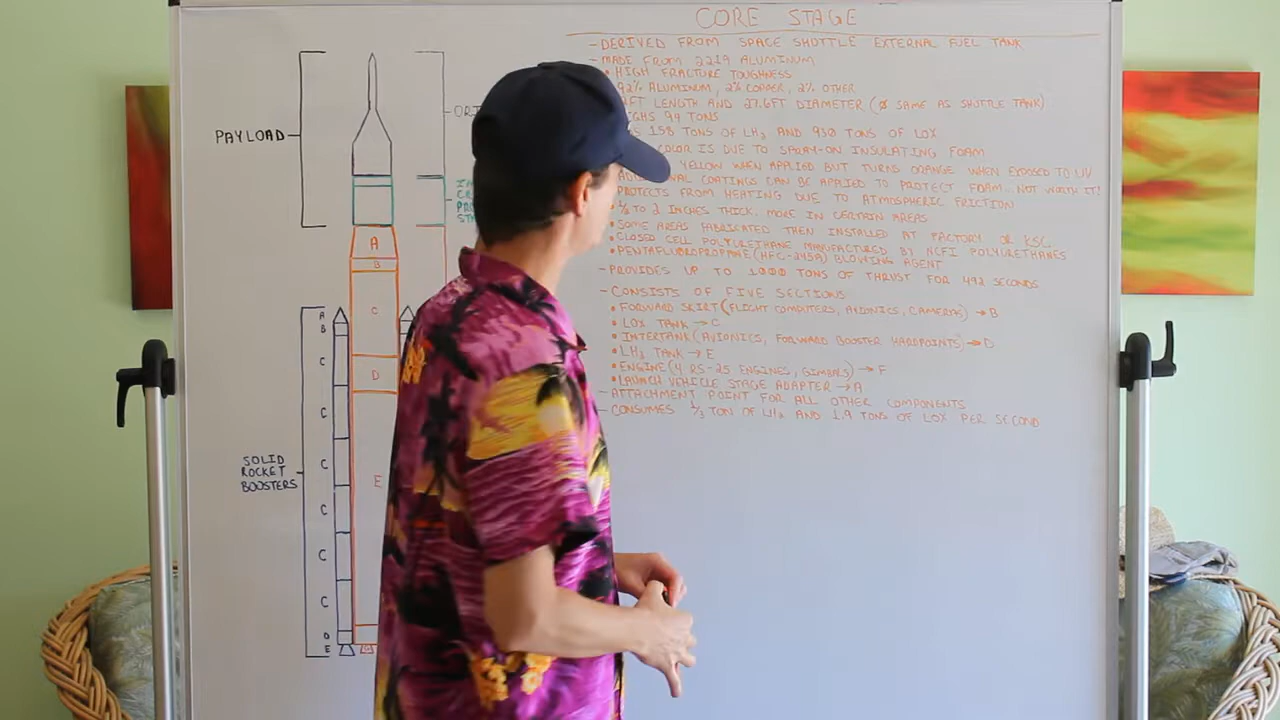 CORE STAGE
-DERIVED FROM SPACE SHUTTLE EXTERNAL FUEL TANK
-MADE FROM 2219 ALUMINUM
•HIGH FRACTURE TOUGHNESS
92% ALUMINUM, 2% COPPER, 2% OTHER
FT LENGTH AND 27.6FT DIAMETER (Ø SAME AS SHUTTLE TANK)
99 TONS
158 TONS OF LH₂ AND 930 TONS OF LOX
COLOR IS DUE TO SPRAY-ON INSULATING FOAM
YELLOW WHEN APPLIED BUT TURNS ORANGE WHEN EXPOSED TO UV
COATINGS CAN BE APPLIED TO PROTECT FOAM...NOT WORTH IT!
PROTECTS FROM HEATING DUE TO ATMOSPHERIC FRICTION
TO 2 INCHES THICK. MORE IN CERTAIN AREAS
•SOME AREAS FABRICATED THEN INSTALLED AT FACTORY OR KSC
•CLOSED CELL POLYURETHANE MANUFACTURED BY NCFI POLYURETHANES
•PENTAFLUOROPROPANE (HFC-245A) BLOWING AGENT
-PROVIDES UP TO 1000 TONS OF THRUST FOR 492 SECONDS
-CONSISTS OF FIVE SECTIONS
•FORWARD SKIRT (FLIGHT COMPUTERS, AVIONICS, CAMERAS) →B
•LOX TANK →C
•INTERTANK (AVIONICS, FORWARD BOOSTER HARDPOINTS) →D
•LH₂ TANK →E
•ENGINE (4 RS-25 ENGINES, GIMBALS) →F
•LAUNCH VEHICLE STAGE ADAPTER →A
-ATTACHMENT POINT FOR ALL OTHER COMPONENTS
-CONSUMES ⅓ TON OF LH₂ AND 1.9 TONS OF LOX PER SECOND
PAYLOAD
A
B
C
D
E
SOLID
ROCKET
BOOSTERS
A
B
C
C
C
C
C
C
D
E